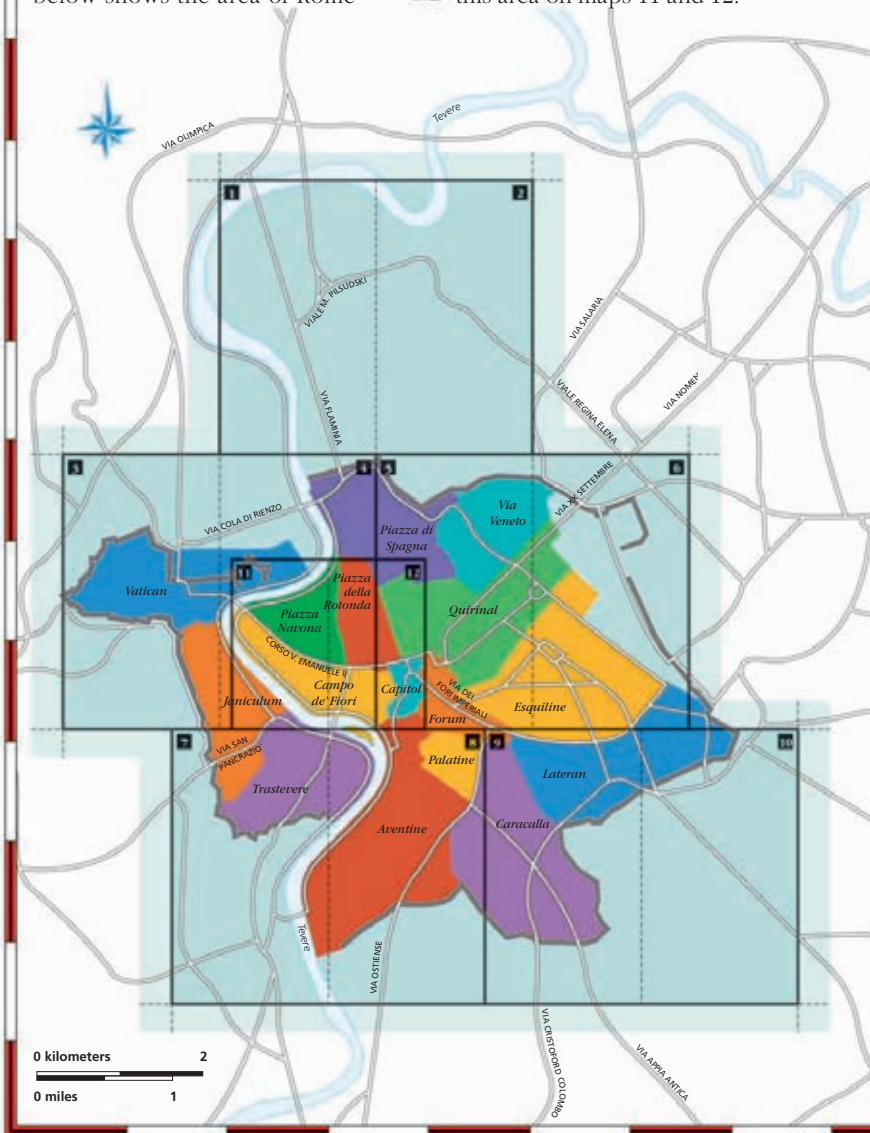 below shows the area of Rome
this area on maps 11 and 12.
Tevere
VIA OLIMPICA
1
2
VIALE M. PILSUDSKI
VIA SALARIA
VIA FLAMINIA
VIALE REGINA ELENA
VIA NOMEN
3
4
5
6
VIA XX SETTEMBRE
Via
Veneto
VIA COLA DI RIENZO
Piazza di
Spagna
11
12
Vatican
Piazza
della
Rotonda
Piazza
Navona
Quirinal
CORSO V. EMANUELE II
Campo
de' Fiori
Capitol
VIA DEI
FORI IMPERIALI
Janiculum
Forum
Esquiline
7
8
9
10
VIA SAN
PANCRAZIO
Palatine
Lateran
Trastevere
Aventine
Caracalla
Tevere
VIA OSTIENSE
VIA CRISTOFORD COLOMBO
VIA APPIA ANTICA
0 kilometers 2
0 miles 1